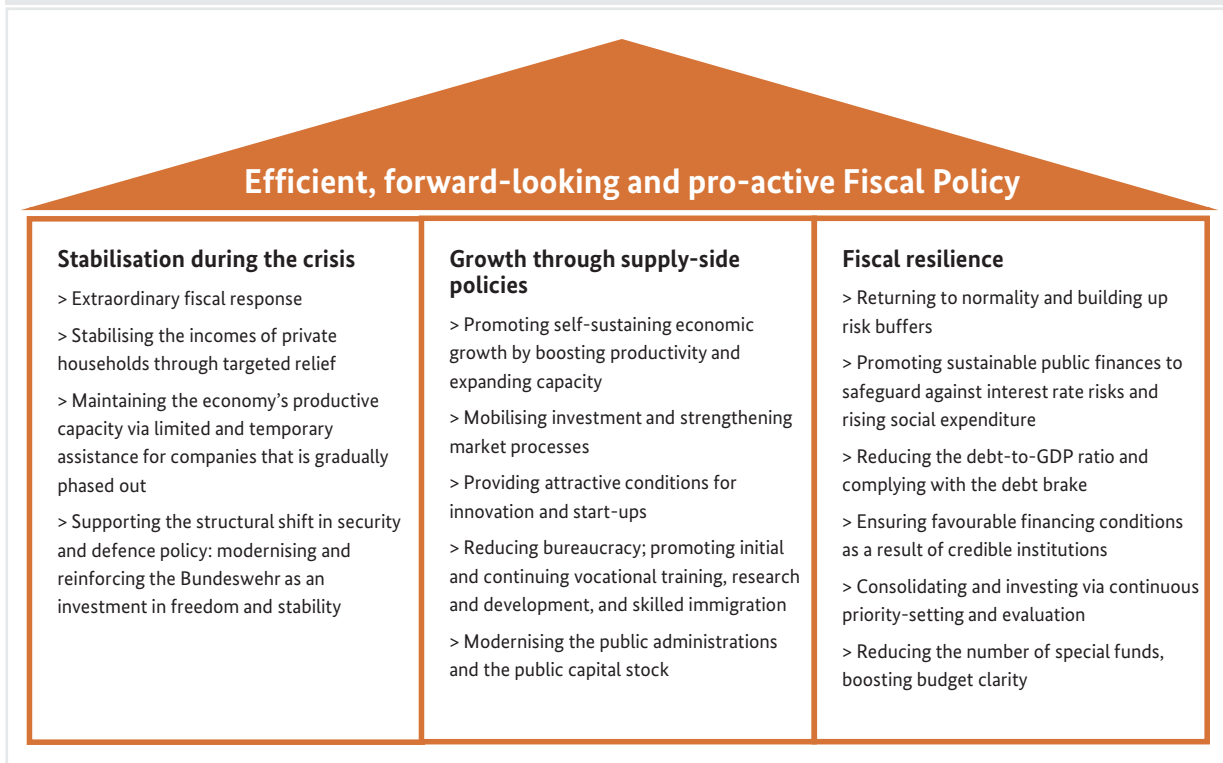 Efficient, forward-looking and pro-active Fiscal Policy
Stabilisation during the crisis
> Extraordinary fiscal response
> Stabilising the incomes of private
households through targeted relief
> Maintaining the economy’s productive
capacity via limited and temporary
assistance for companies that is gradually
phased out
> Supporting the structural shift in security
and defence policy: modernising and
reinforcing the Bundeswehr as an
investment in freedom and stability
Growth through supply-side
policies
> Promoting self-sustaining economic
growth by boosting productivity and
expanding capacity
> Mobilising investment and strengthening
market processes
> Providing attractive conditions for
innovation and start-ups
> Reducing bureaucracy; promoting initial
and continuing vocational training, research
and development, and skilled immigration
> Modernising the public administrations
and the public capital stock
Fiscal resilience
> Returning to normality and building up
risk buffers
> Promoting sustainable public finances to
safeguard against interest rate risks and
rising social expenditure
> Reducing the debt-to-GDP ratio and
complying with the debt brake
> Ensuring favourable financing conditions
as a result of credible institutions
> Consolidating and investing via continuous
priority-setting and evaluation
> Reducing the number of special funds,
boosting budget clarity